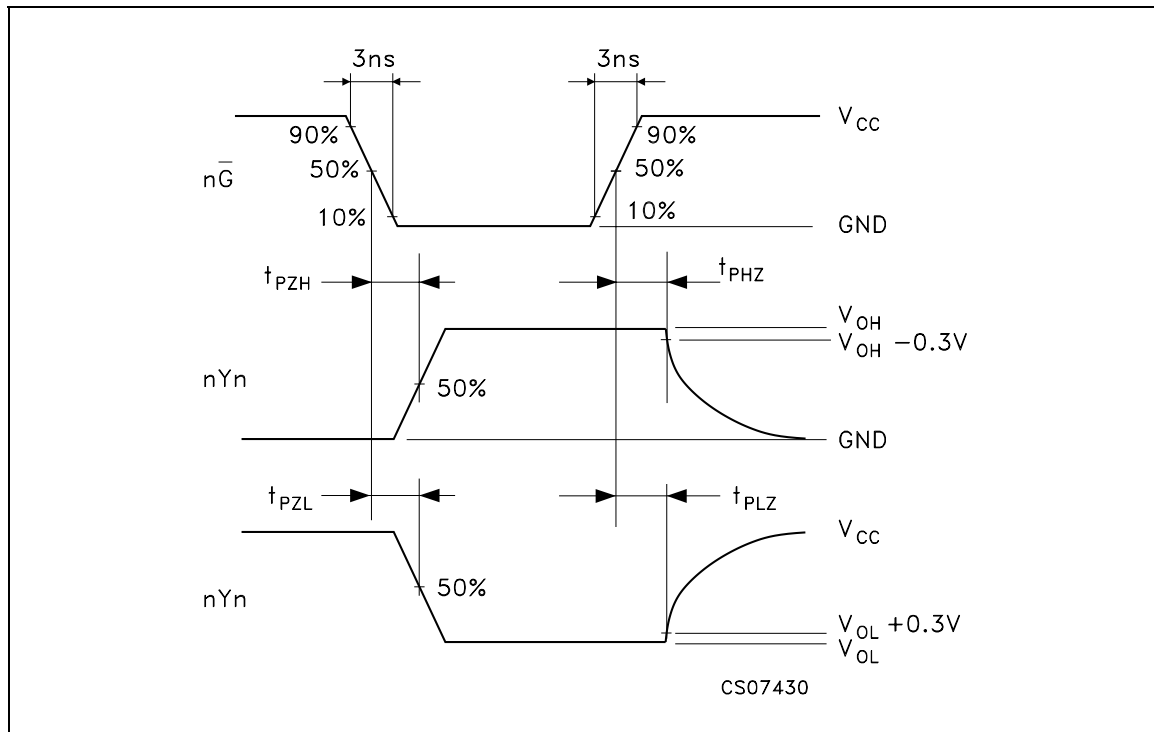 3ns 3ns
90% 90% V_CC
nG̅ 50% 50%
10% 10% GND
t_PZH t_PHZ
V_OH
V_OH −0.3V
nYn 50%
GND
t_PZL t_PLZ
V_CC
nYn 50%
V_OL +0.3V
V_OL
CS07430